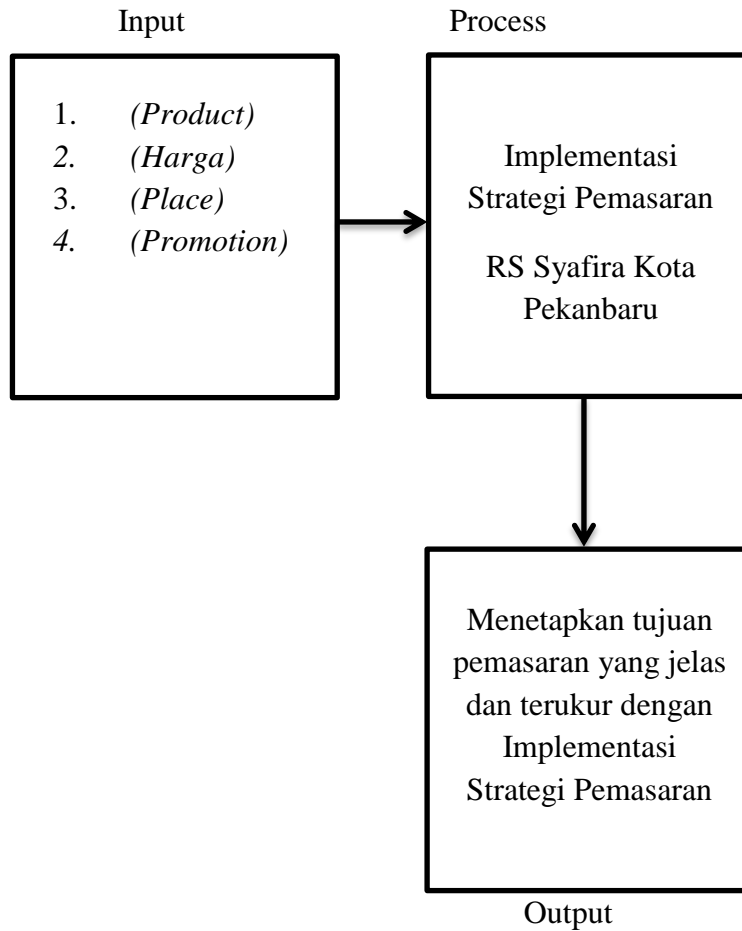 Input
Process
1. (Product)
2. (Harga)
3. (Place)
4. (Promotion)
Implementasi
Strategi Pemasaran
RS Syafira Kota
Pekanbaru
Menetapkan tujuan
pemasaran yang jelas
dan terukur dengan
Implementasi
Strategi Pemasaran
Output